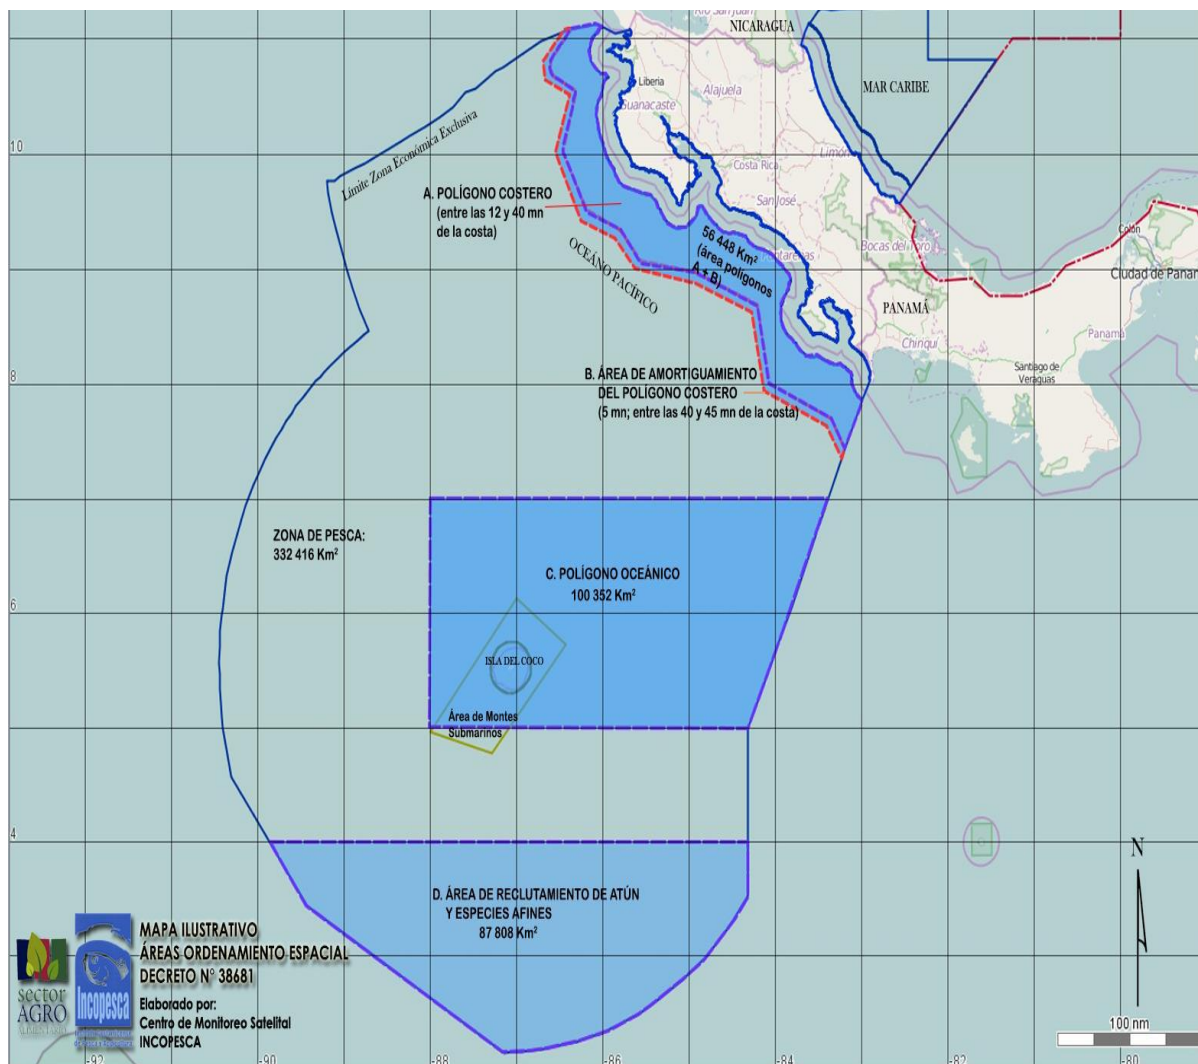 Río San Juan
NICARAGUA
Liberia
Guanacaste
Alajuela
MAR CARIBE
Límite Zona Económica Exclusiva
10
Limón
Costa Rica
A. POLÍGONO COSTERO
(entre las 12 y 40 mn
de la costa)
San José
56 448 Km²
(área polígonos
A + B)
Puntarenas
Bocas del Toro
Colón
OCEÁNO PACÍFICO
Ciudad de Panam
PANAMÁ
Chiriquí
Panamá
Santiago de
Veraguas
B. ÁREA DE AMORTIGUAMIENTO
DEL POLÍGONO COSTERO
(5 mn; entre las 40 y 45 mn de la costa)
8
ZONA DE PESCA:
332 416 Km²
C. POLÍGONO OCEÁNICO
100 352 Km²
6
ISLA DEL COCO
Área de Montes
Submarinos
4
N
D. ÁREA DE RECLUTAMIENTO DE ATÚN
Y ESPECIES AFINES
87 808 Km²
MAPA ILUSTRATIVO
ÁREAS ORDENAMIENTO ESPACIAL
DECRETO N° 38681
Elaborado por:
Centro de Monitoreo Satelital
INCOPESCA
sector
AGRO
Incopesca
100 nm
-92
-90
-88
-86
-84
-82
-80